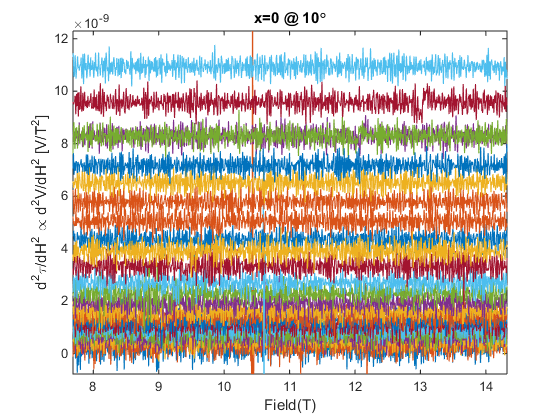 x=0 @ 10°
×10⁻⁹
12
10
8
6
4
2
0
d²τ/dH² ∝ d²V/dH² [V/T²]
8 9 10 11 12 13 14
Field(T)